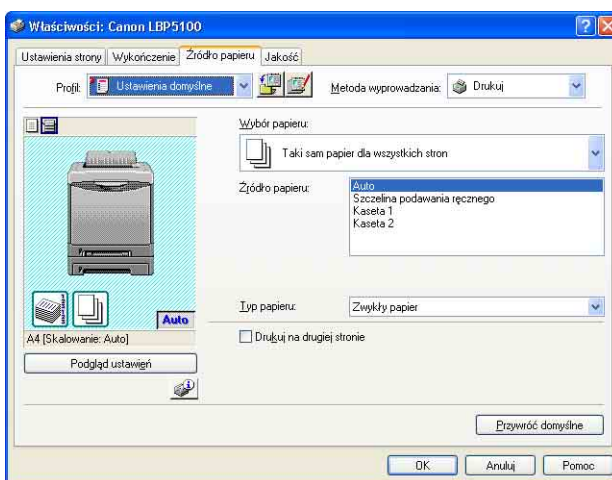 Właściwości: Canon LBP5100
Ustawienia strony Wykończenie Źródło papieru Jakość
Profil: Ustawienia domyślne Metoda wyprowadzania: Drukuj
Wybór papieru:
Taki sam papier dla wszystkich stron
Źródło papieru: Auto
Szczelina podawania ręcznego
Kaseta 1
Kaseta 2
Auto
Typ papieru: Zwykły papier
A4 [Skalowanie: Auto]
Drukuj na drugiej stronie
Podgląd ustawień
Przywróć domyślne
OK Anuluj Pomoc